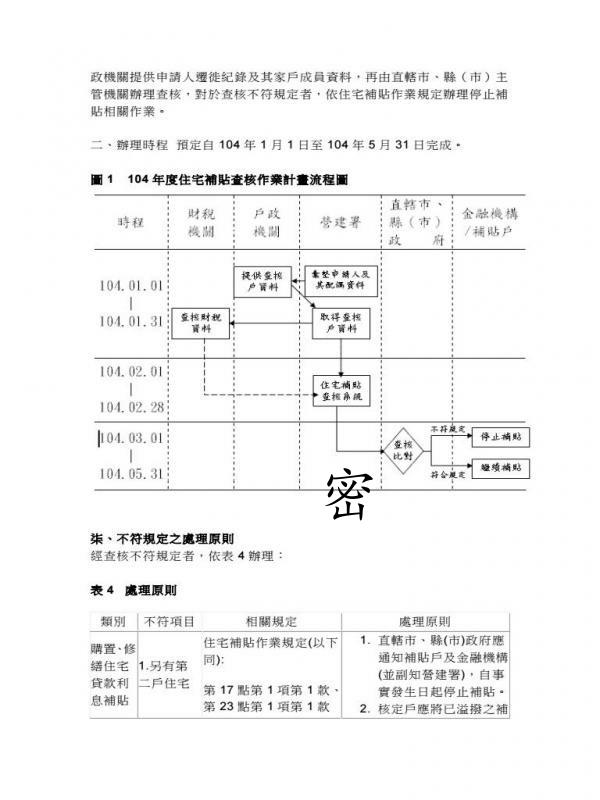 政機關提供申請人遷徙紀錄及其家戶成員資料，再由直轄市、縣（市）主
管機關辦理查核，對於查核不符規定者，依住宅補貼作業規定辦理停止補
貼相關作業。
二、辦理時程 預定自 104 年 1 月 1 日至 104 年 5 月 31 日完成。
圖 1 104 年度住宅補貼查核作業計畫流程圖
時程
財稅
機關
戶政
機關
營建署
直轄市、
縣（市）
政 府
金融機構
/補貼戶
104.01.01
|
104.01.31
提供查核
戶資料
彙整申請人及
其配偶資料
查核財稅
資料
取得查核
戶資料
104.02.01
|
104.02.28
住宅補貼
查核系統
104.03.01
|
104.05.31
查核
比對
不符規定
停止補貼
符合規定
繼續補貼
密
柒、不符規定之處理原則
經查核不符規定者，依表 4 辦理：
表 4 處理原則
類別 不符項目 相關規定 處理原則
購置、修
繕住宅
貸款利
息補貼
1.另有第
二戶住宅
住宅補貼作業規定(以下
同):
第 17 點第 1 項第 1 款、
第 23 點第 1 項第 1 款
1. 直轄市、縣(市)政府應
通知補貼戶及金融機構
(並副知營建署)，自事
實發生日起停止補貼。
2. 核定戶應將已溢撥之補